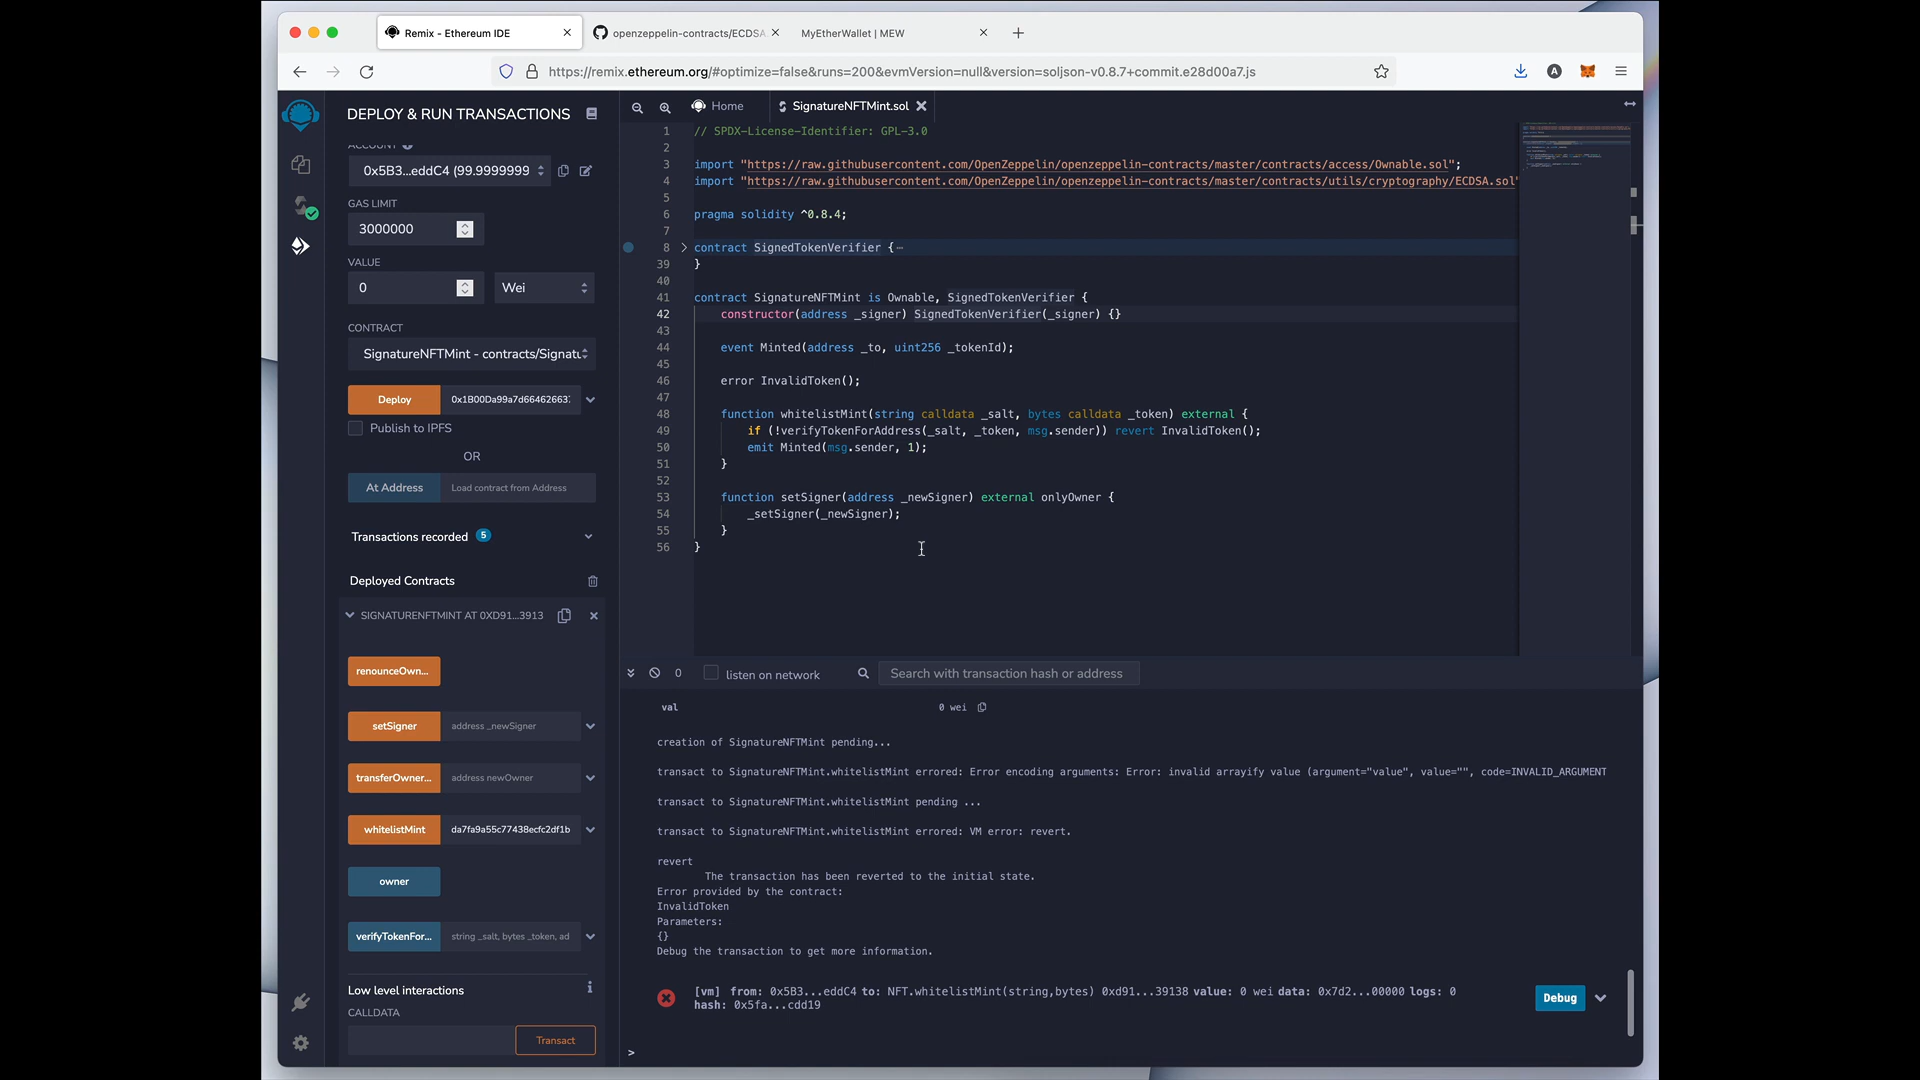 Remix - Ethereum IDE
openzeppelin-contracts/ECDSA.
MyEtherWallet | MEW
https://remix.ethereum.org/#optimize=false&runs=200&evmVersion=null&version=soljson-v0.8.7+commit.e28d00a7.js
A
DEPLOY & RUN TRANSACTIONS
ACCOUNT
0x5B3...eddC4 (99.9999999
GAS LIMIT
3000000
VALUE
0
Wei
CONTRACT
SignatureNFTMint - contracts/Signatu
Deploy
0x1B00Da99a7d664626637
Publish to IPFS
OR
At Address
Load contract from Address
Transactions recorded 5
Deployed Contracts
SIGNATURENFTMINT AT 0XD91...3913
renounceOwn...
setSigner
address _newSigner
transferOwner...
address newOwner
whitelistMint
da7fa9a55c77438ecfc2df1b
owner
verifyTokenFor...
string _salt, bytes _token, ad
Low level interactions
i
CALLDATA
Transact
Home
SignatureNFTMint.sol
1 // SPDX-License-Identifier: GPL-3.0
2
3 import "https://raw.githubusercontent.com/OpenZeppelin/openzeppelin-contracts/master/contracts/access/Ownable.sol";
4 import "https://raw.githubusercontent.com/OpenZeppelin/openzeppelin-contracts/master/contracts/utils/cryptography/ECDSA.sol"
5
6 pragma solidity ^0.8.4;
7
8 contract SignedTokenVerifier {⋯
39 }
40
41 contract SignatureNFTMint is Ownable, SignedTokenVerifier {
42 constructor(address _signer) SignedTokenVerifier(_signer) {}
43
44 event Minted(address _to, uint256 _tokenId);
45
46 error InvalidToken();
47
48 function whitelistMint(string calldata _salt, bytes calldata _token) external {
49 if (!verifyTokenForAddress(_salt, _token, msg.sender)) revert InvalidToken();
50 emit Minted(msg.sender, 1);
51 }
52
53 function setSigner(address _newSigner) external onlyOwner {
54 _setSigner(_newSigner);
55 }
56 }
0
listen on network
Search with transaction hash or address
val 0 wei
creation of SignatureNFTMint pending...
transact to SignatureNFTMint.whitelistMint errored: Error encoding arguments: Error: invalid arrayify value (argument="value", value="", code=INVALID_ARGUMENT
transact to SignatureNFTMint.whitelistMint pending ...
transact to SignatureNFTMint.whitelistMint errored: VM error: revert.
revert
The transaction has been reverted to the initial state.
Error provided by the contract:
InvalidToken
Parameters:
{}
Debug the transaction to get more information.
[vm] from: 0x5B3...eddC4 to: NFT.whitelistMint(string,bytes) 0xd91...39138 value: 0 wei data: 0x7d2...00000 logs: 0
hash: 0x5fa...cdd19
Debug
>